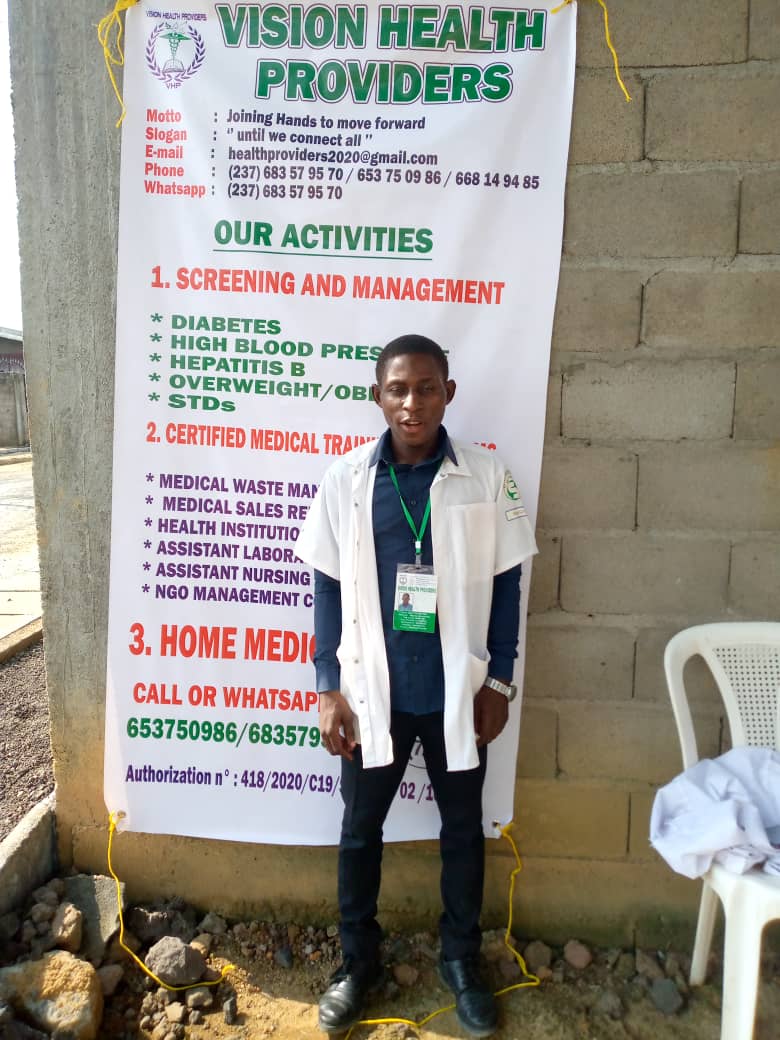 VISION HEALTH PROVIDERS
VHP
VISION HEALTH
PROVIDERS
Motto : Joining Hands to move forward
Slogan : " until we connect all "
E-mail : healthproviders2020@gmail.com
Phone : (237) 683 57 95 70 / 653 75 09 86 / 668 14 94 85
Whatsapp : (237) 683 57 95 70
OUR ACTIVITIES
1. SCREENING AND MANAGEMENT
* DIABETES
* HIGH BLOOD PRES
* HEPATITIS B
* OVERWEIGHT/OB
* STDs
2. CERTIFIED MEDICAL TRAIN
* MEDICAL WASTE MAN
* MEDICAL SALES RE
* HEALTH INSTITUTIO
* ASSISTANT LABORA
* ASSISTANT NURSING
* NGO MANAGEMENT C
3. HOME MEDIC
CALL OR WHATSAP
653750986/683579
Authorization n° : 418/2020/C19/
VISION HEALTH PROVIDERS